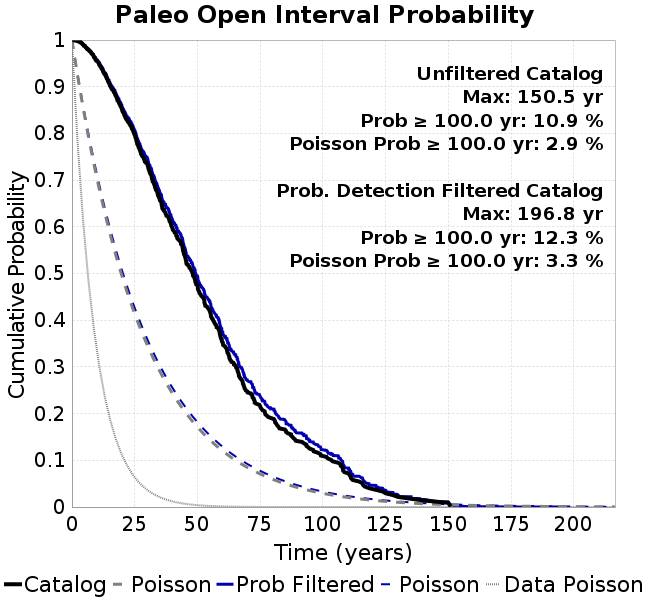 Paleo Open Interval Probability
Cumulative Probability
1
0.9
0.8
0.7
0.6
0.5
0.4
0.3
0.2
0.1
0
Unfiltered Catalog
Max: 150.5 yr
Prob ≥ 100.0 yr: 10.9 %
Poisson Prob ≥ 100.0 yr: 2.9 %
Prob. Detection Filtered Catalog
Max: 196.8 yr
Prob ≥ 100.0 yr: 12.3 %
Poisson Prob ≥ 100.0 yr: 3.3 %
0 25 50 75 100 125 150 175 200
Time (years)
Catalog Poisson Prob Filtered Poisson Data Poisson